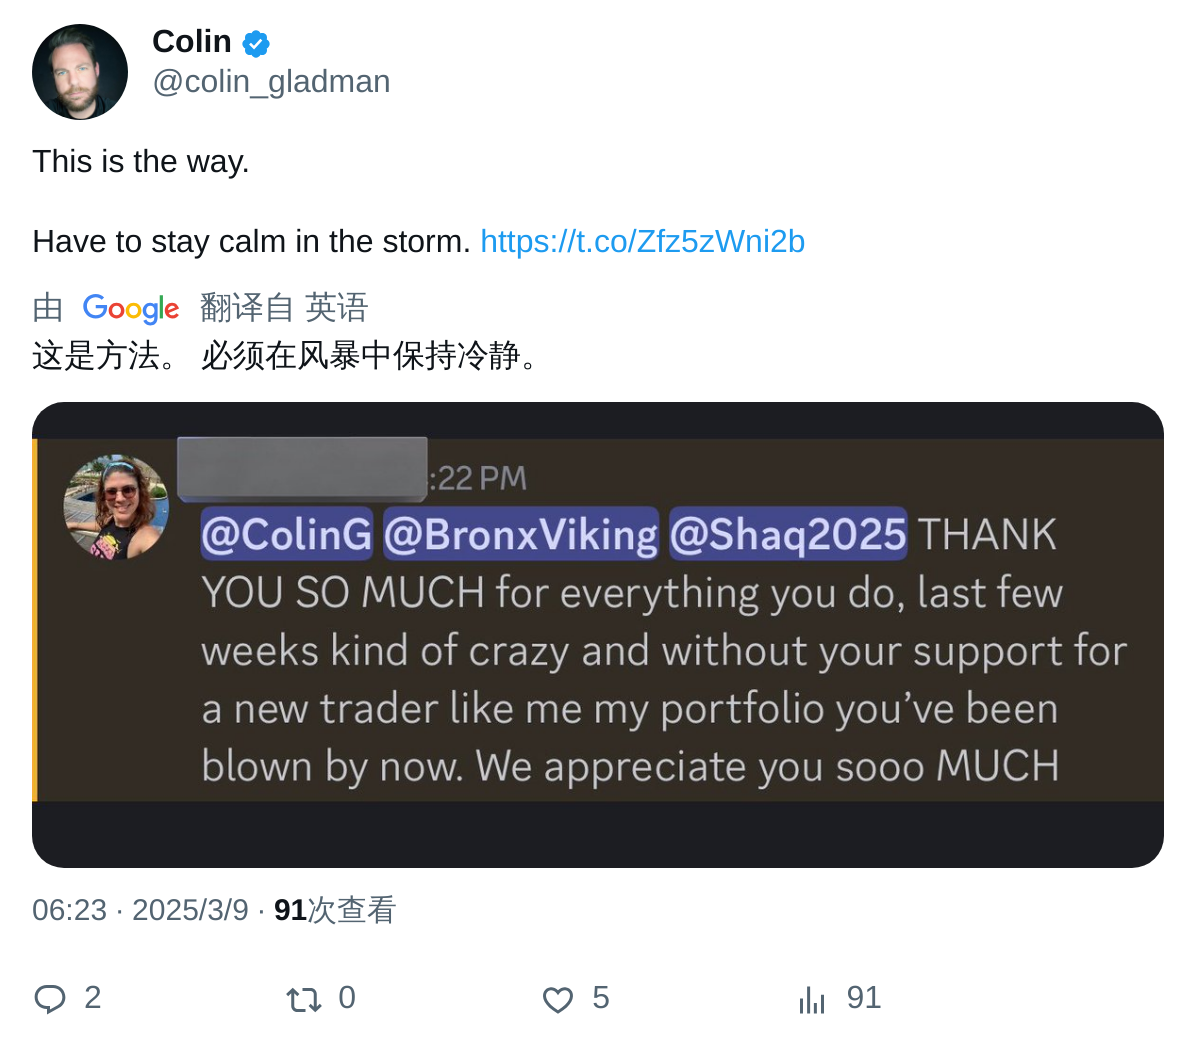 Colin
@colin_gladman
This is the way.
Have to stay calm in the storm. https://t.co/Zfz5zWni2b
由 Google 翻译自 英语
这是方法。 必须在风暴中保持冷静。
:22 PM
@ColinG @BronxViking @Shaq2025 THANK
YOU SO MUCH for everything you do, last few
weeks kind of crazy and without your support for
a new trader like me my portfolio you’ve been
blown by now. We appreciate you sooo MUCH
06:23 · 2025/3/9 · 91次查看
2 0 5 91